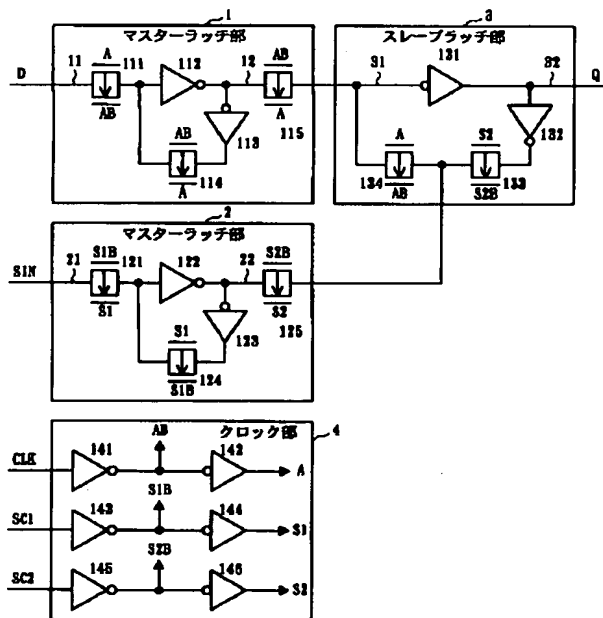 1
マスターラッチ部
D
11
A
AB
111
112
12
AB
A
115
113
AB
A
114
3
スレーブラッチ部
S1
131
S2
Q
132
A
AB
134
S2
S2B
133
2
マスターラッチ部
SIN
21
S1B
S1
121
122
22
S2B
S2
125
123
S1
S1B
124
クロック部
4
CLK
141
AB
142
A
SC1
143
S1B
144
S1
SC2
145
S2B
146
S2